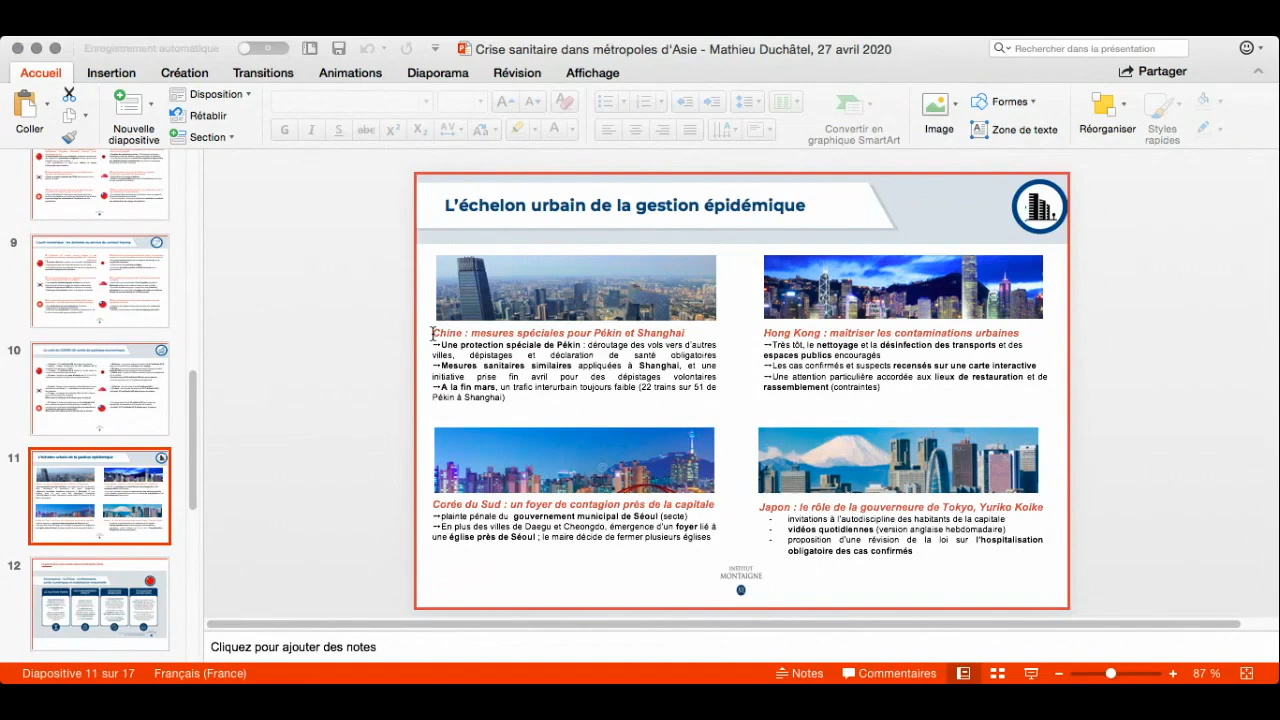 Enregistrement automatique
Crise sanitaire dans métropoles d'Asie - Mathieu Duchâtel, 27 avril 2020
Rechercher dans la présentation
Accueil Insertion Création Transitions Animations Diaporama Révision Affichage
Partager
Coller
Nouvelle diapositive
Disposition
Rétablir
Section
G I S abc X² X₂ AV Aa A
Convertir en
graphique SmartArt
Image
Formes
Zone de texte
Réorganiser
Styles
rapides
9
10
11
L'échelon urbain de la gestion épidémique
12
L'échelon urbain de la gestion épidémique
Chine : mesures spéciales pour Pékin et Shanghai
→Une protection spéciale de Pékin : déroutage des vols vers d'autres
villes, dépistage et déclaration de santé obligatoires
→Mesures sanitaires similaires appliquées à Shanghai, et une
initiative prise fin avril pour des dépistages volontaires
→A la fin mars, un trafic interurbain toujours faible (22 trains sur 51 de
Pékin à Shanghai)
Hong Kong : maîtriser les contaminations urbaines
→Très tôt, le nettoyage et la désinfection des transports et des
espaces publics encouragés
→Les cas confirmés et suspects recensés sur une carte interactive
→Une attention particulière accordée aux lieux de restauration et de
rassemblement (contraintes)
Corée du Sud : un foyer de contagion près de la capitale
→plainte pénale du gouvernement municipal de Séoul (secte)
→En plus des villes de Daegu et Cheongdo, émergence d'un foyer lié à
une église près de Séoul ; le maire décide de fermer plusieurs églises
Japon : le rôle de la gouverneure de Tokyo, Yuriko Koike
invitations à l'autodiscipline des habitants de la capitale
vidéos quotidiennes (version anglaise hebdomadaire)
- proposition d'une révision de la loi sur l'hospitalisation
obligatoire des cas confirmés
INSTITUT
MONTAIGNE
Cliquez pour ajouter des notes
Diapositive 11 sur 17 Français (France)
Notes Commentaires 87 %